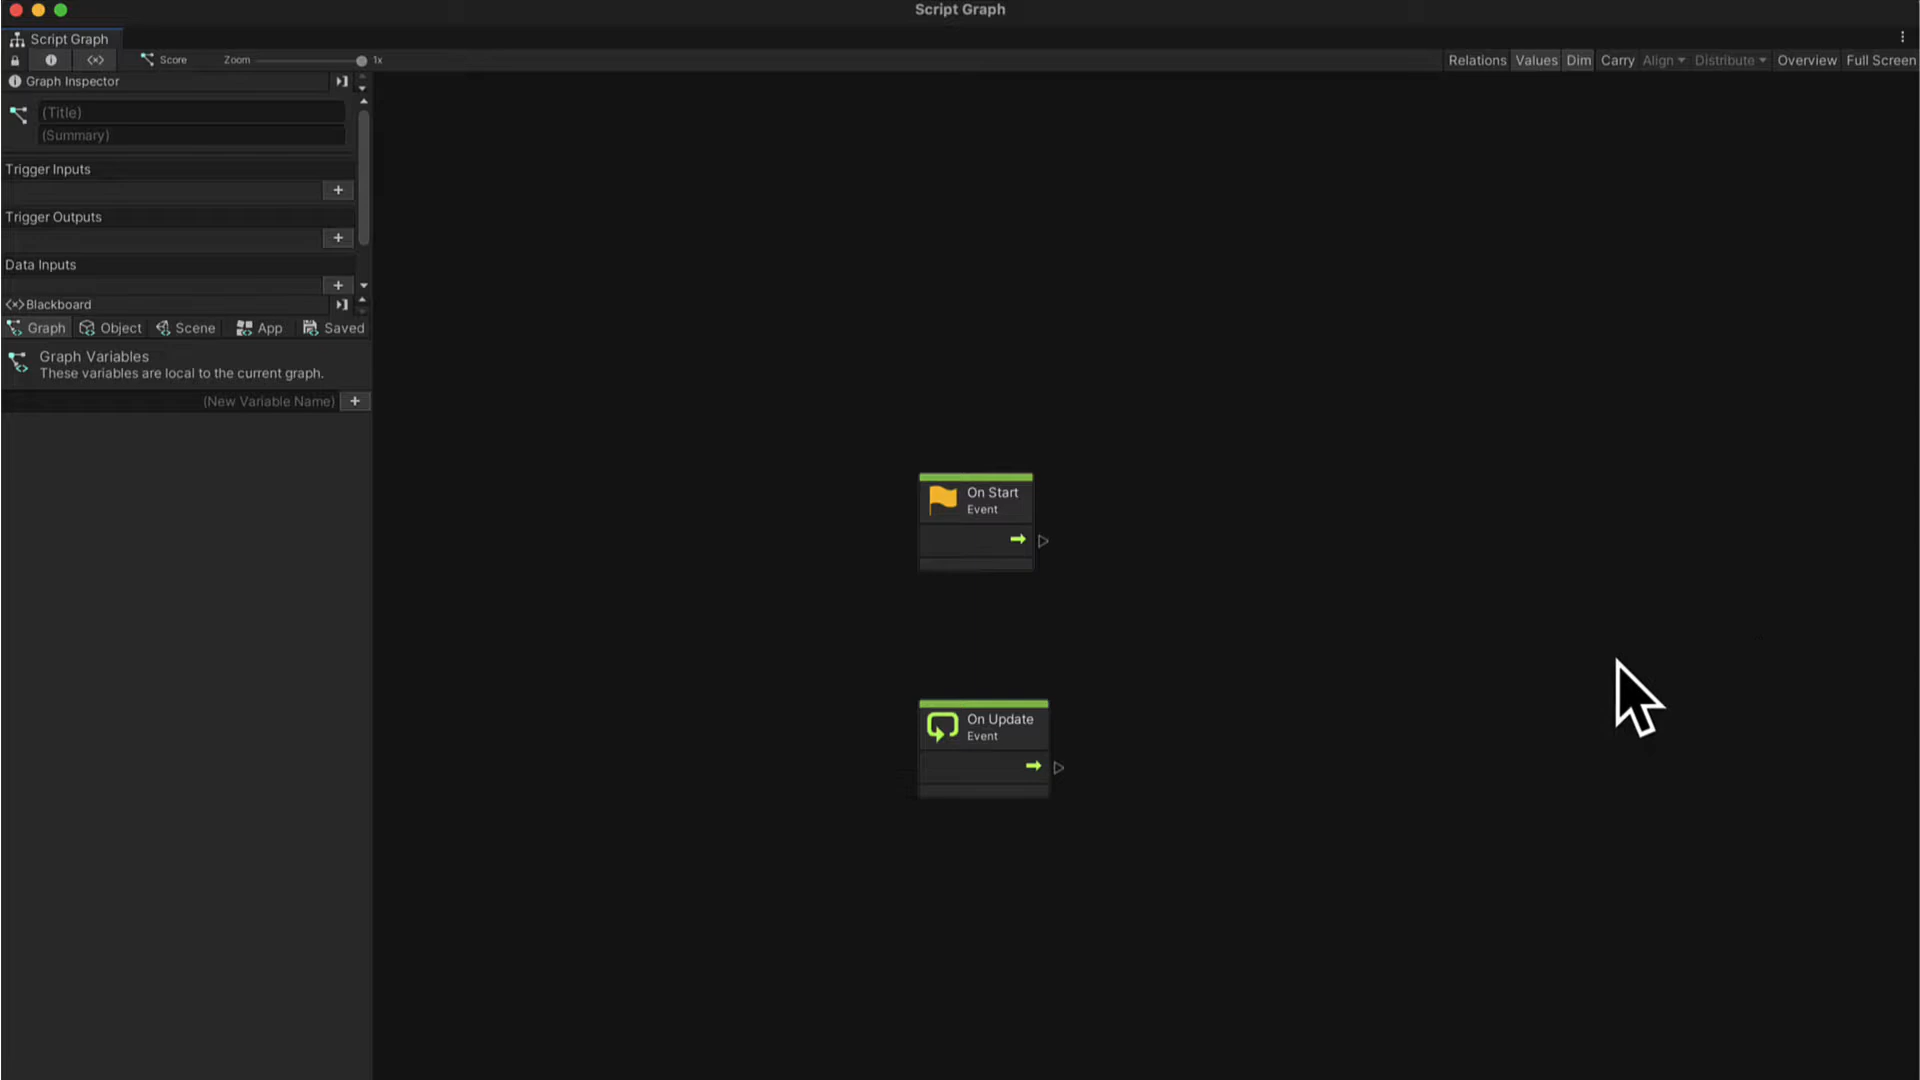 Script Graph
Script Graph
Score Zoom 1x Relations Values Dim Carry Align Distribute Overview Full Screen
Graph Inspector
(Title)
(Summary)
Trigger Inputs
Trigger Outputs
Data Inputs
Blackboard
Graph Object Scene App Saved
Graph Variables
These variables are local to the current graph.
(New Variable Name)
On Start
Event
On Update
Event